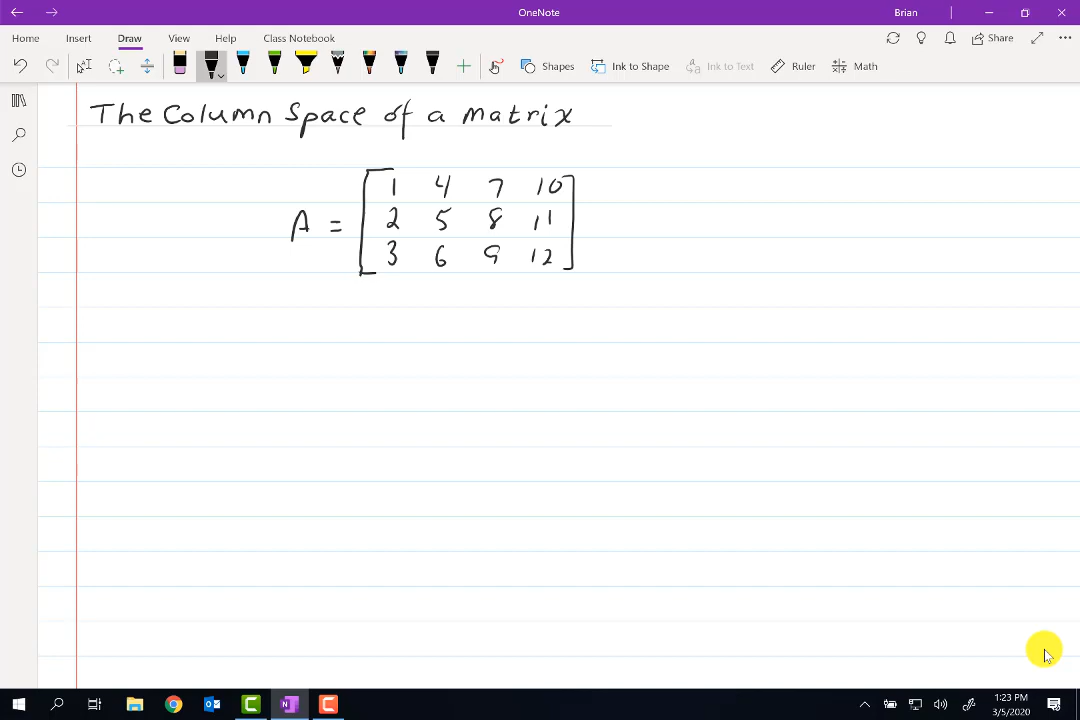 OneNote
Brian
Home Insert Draw View Help Class Notebook
Share
Shapes Ink to Shape Ink to Text Ruler Math
The Column Space of a matrix
A = [1 4 7 10
2 5 8 11
3 6 9 12]
1:23 PM
3/5/2020